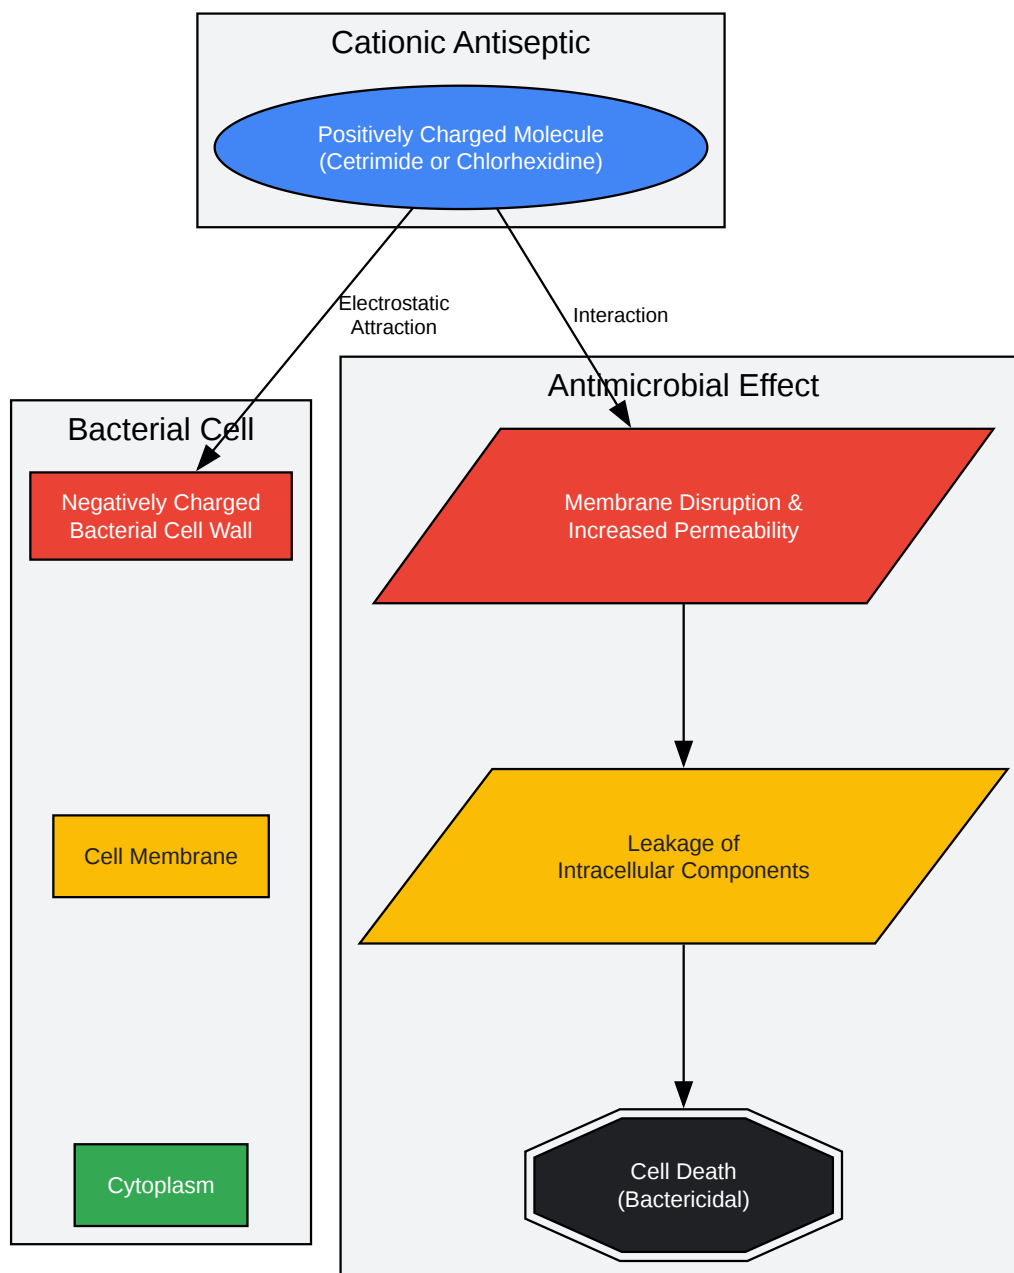 Cationic Antiseptic
Positively Charged Molecule
(Cetrimide or Chlorhexidine)
Electrostatic
Attraction
Interaction
Antimicrobial Effect
Bacterial Cell
Negatively Charged
Bacterial Cell Wall
Membrane Disruption &
Increased Permeability
Cell Membrane
Leakage of
Intracellular Components
Cytoplasm
Cell Death
(Bactericidal)